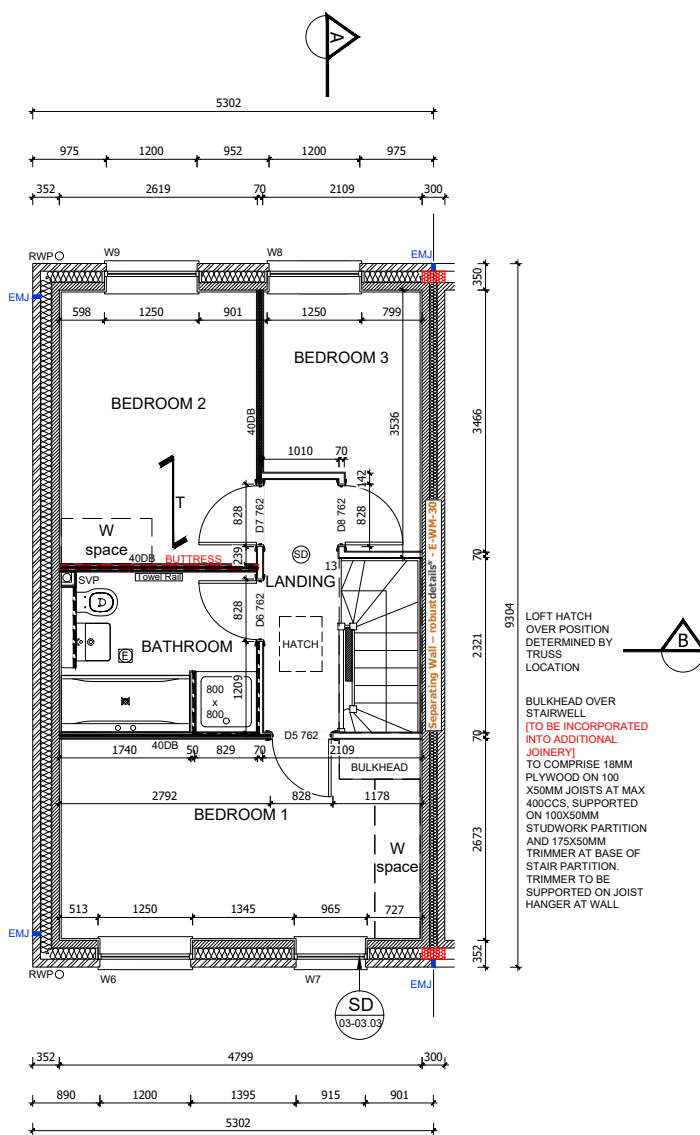 A
5302
975 1200 952 1200 975
352 2619 70 2109 300
RWP W9 W8 EMJ
EMJ
350
598 1250 901 1250 799
BEDROOM 3
BEDROOM 2
40DB
3536
3466
1010 70
142
T
828 D7 762 D8 762 828
W
space
239
SD
40DB BUTTRESS
13
70
SVP Towel Rail
LANDING
828 D6 762
BATHROOM
HATCH
E
1209
800
x
800
Separating Wall - robustdetails® - E-WM-30
2321
9304
LOFT HATCH
OVER POSITION
DETERMINED BY
TRUSS
LOCATION
B
BULKHEAD OVER
STAIRWELL
[TO BE INCORPORATED
INTO ADDITIONAL
JOINERY]
TO COMPRISE 18MM
PLYWOOD ON 100
X50MM JOISTS AT MAX
400CCS, SUPPORTED
ON 100X50MM
STUDWORK PARTITION
AND 175X50MM
TRIMMER AT BASE OF
STAIR PARTITION.
TRIMMER TO BE
SUPPORTED ON JOIST
HANGER AT WALL
40DB D5 762
70
1740 50 829 70 2109
BULKHEAD
2792 828 1178
BEDROOM 1
2673
W
space
513 1250 1345 965 727
EMJ
352
RWP W6 W7 EMJ
SD
03-03.03
352 4799 300
890 1200 1395 915 901
5302